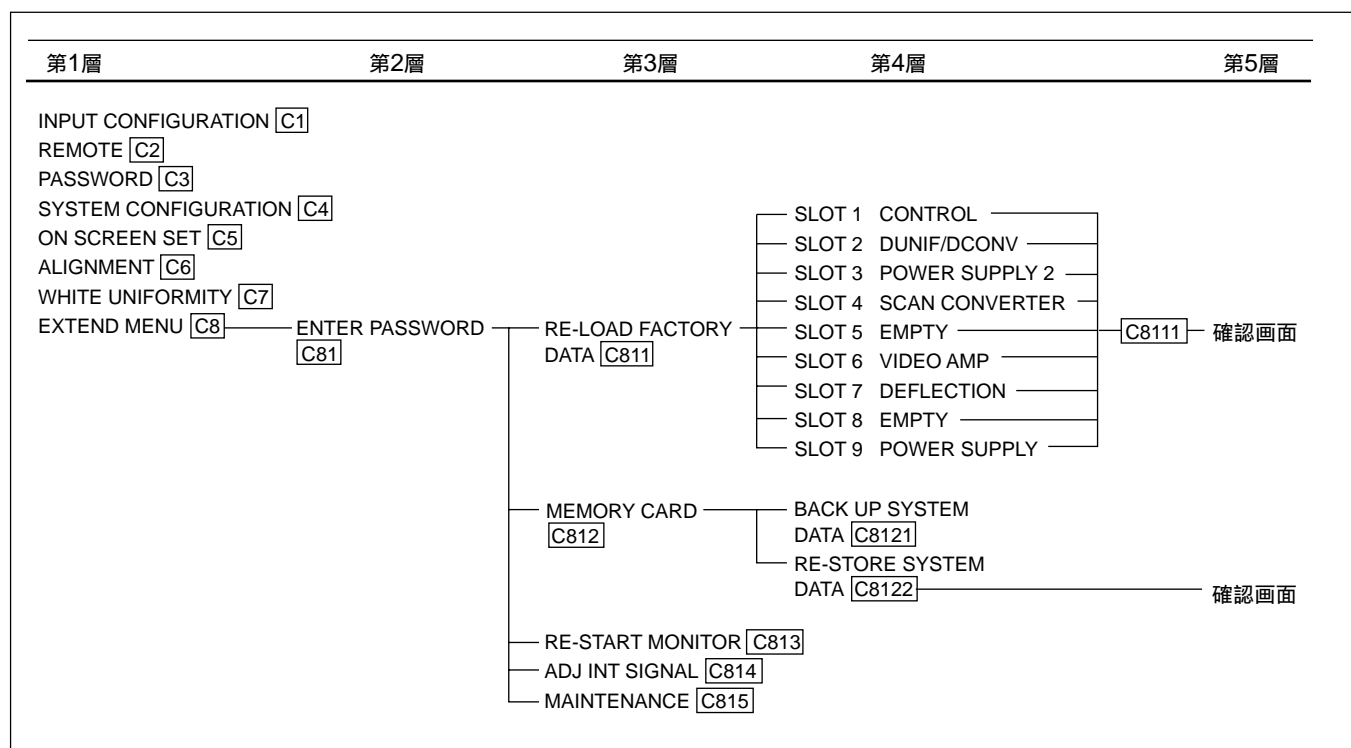 第1層 第2層 第3層 第4層 第5層
INPUT CONFIGURATION C1
REMOTE C2
PASSWORD C3
SYSTEM CONFIGURATION C4
ON SCREEN SET C5
ALIGNMENT C6
WHITE UNIFORMITY C7
EXTEND MENU C8
ENTER PASSWORD
C81
RE-LOAD FACTORY
DATA C811
SLOT 1 CONTROL
SLOT 2 DUNIF/DCONV
SLOT 3 POWER SUPPLY 2
SLOT 4 SCAN CONVERTER
SLOT 5 EMPTY
SLOT 6 VIDEO AMP
SLOT 7 DEFLECTION
SLOT 8 EMPTY
SLOT 9 POWER SUPPLY
C8111 確認画面
MEMORY CARD
C812
BACK UP SYSTEM
DATA C8121
RE-STORE SYSTEM
DATA C8122 確認画面
RE-START MONITOR C813
ADJ INT SIGNAL C814
MAINTENANCE C815